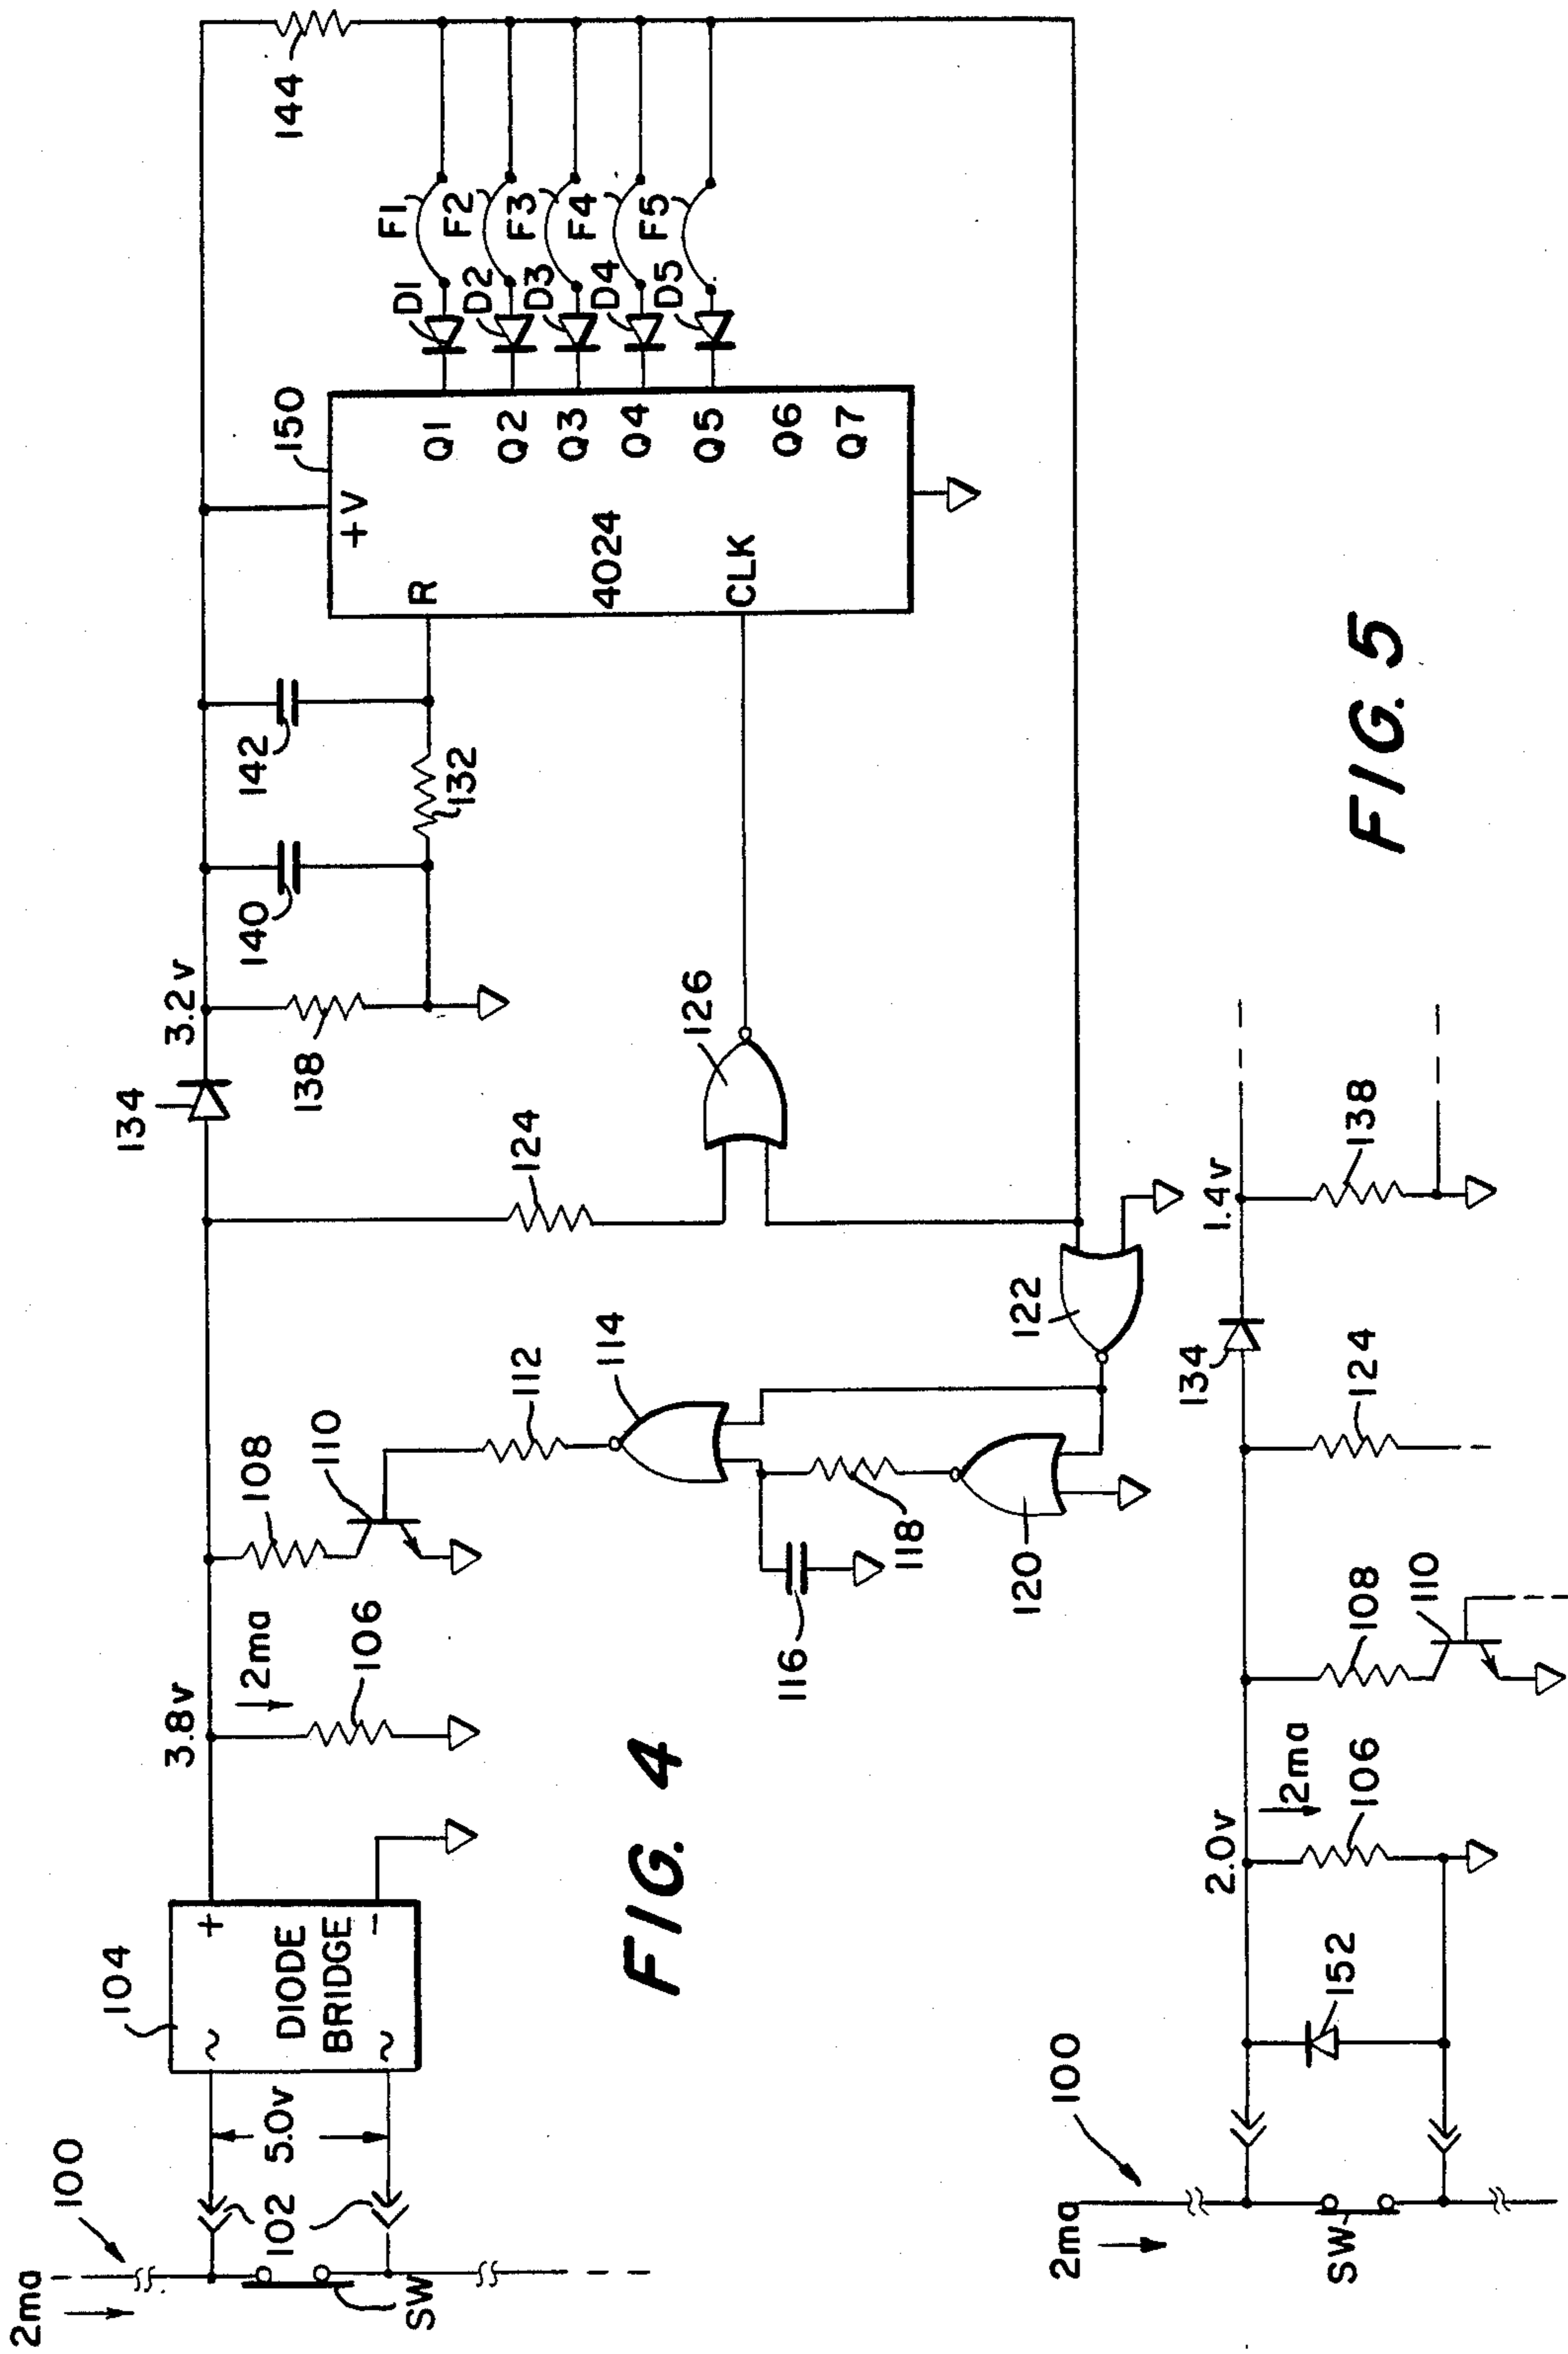 2ma
100
102
SW
5.0v
104
~
~
DIODE
BRIDGE
+
-
3.8v
2ma
106
108
110
112
114
116
118
120
122
124
126
134
3.2v
138
140
142
132
150
+V
R
4024
CLK
Q1
Q2
Q3
Q4
Q5
Q6
Q7
D1
D2
D3
D4
D5
F1
F2
F3
F4
F5
144
FIG. 4
2ma
100
SW
152
2.0v
2ma
106
108
110
124
134
1.4v
138
FIG. 5